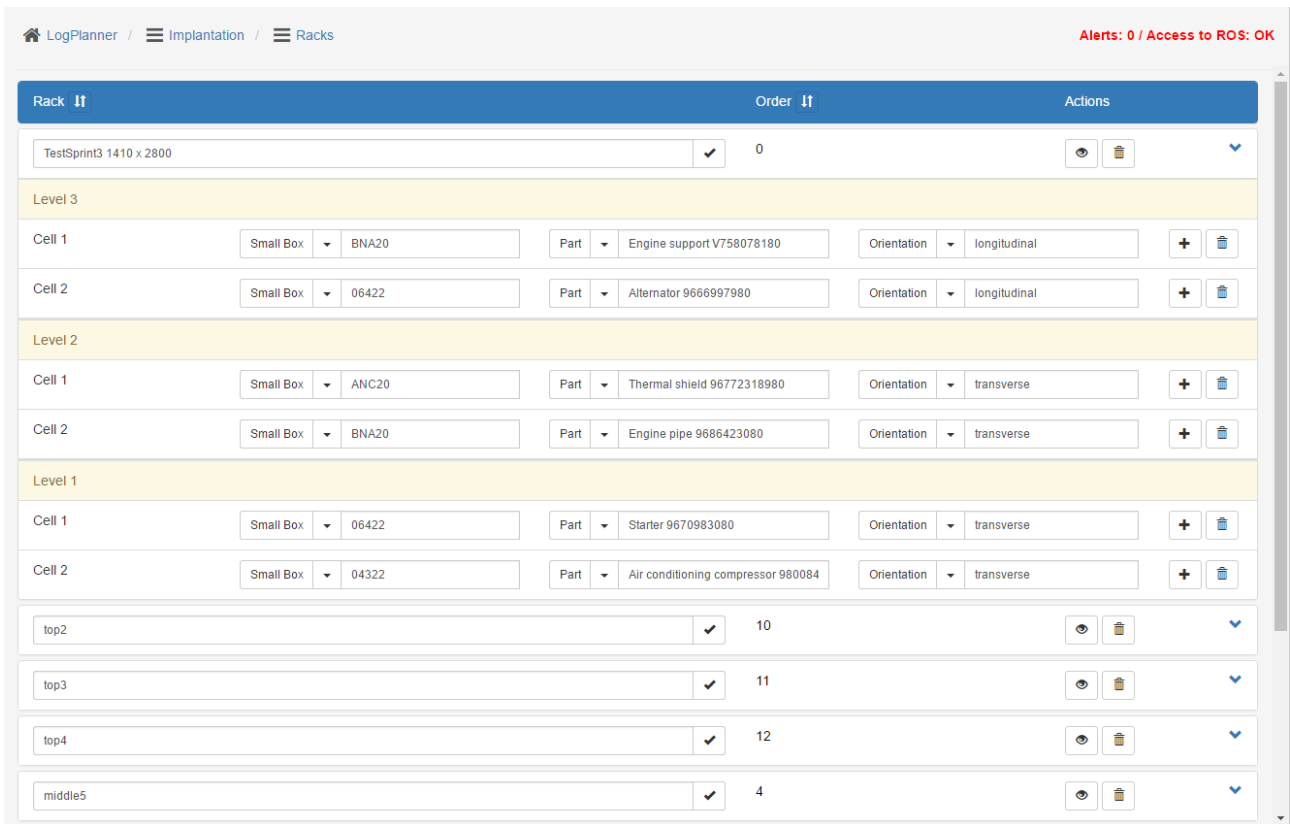 LogPlanner / Implantation / Racks Alerts: 0 / Access to ROS: OK
Rack Order Actions
TestSprint3 1410 x 2800 0
Level 3
Cell 1 Small Box BNA20 Part Engine support V758078180 Orientation longitudinal
Cell 2 Small Box 06422 Part Alternator 9666997980 Orientation longitudinal
Level 2
Cell 1 Small Box ANC20 Part Thermal shield 96772318980 Orientation transverse
Cell 2 Small Box BNA20 Part Engine pipe 9686423080 Orientation transverse
Level 1
Cell 1 Small Box 06422 Part Starter 9670983080 Orientation transverse
Cell 2 Small Box 04322 Part Air conditioning compressor 980084 Orientation transverse
top2 10
top3 11
top4 12
middle5 4